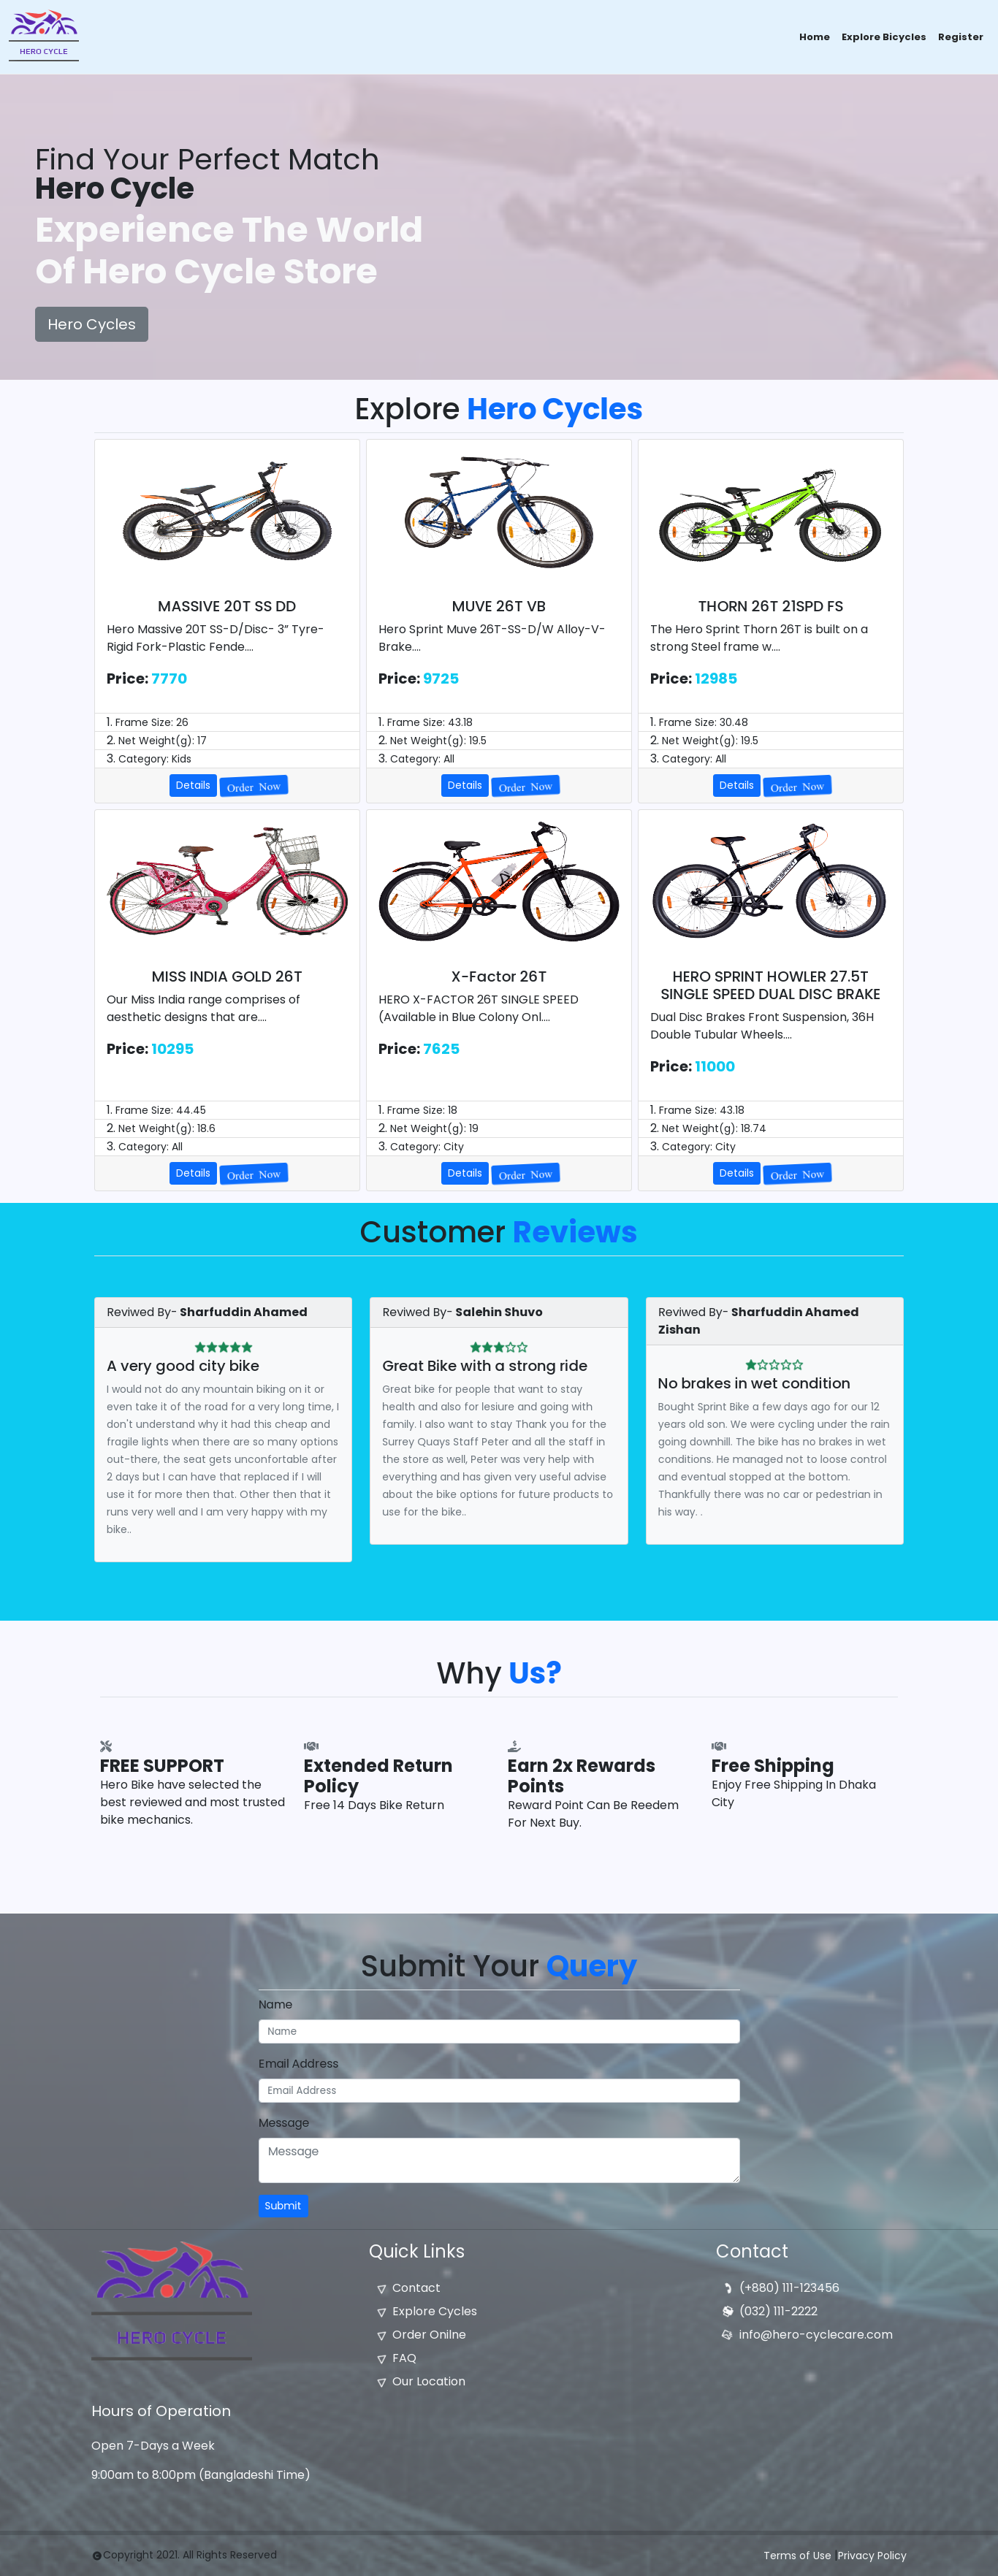 HERO CYCLE
Home Explore Bicycles Register
Find Your Perfect Match
Hero Cycle
Experience The World
Of Hero Cycle Store
Hero Cycles
Explore Hero Cycles
MASSIVE 20T SS DD
Hero Massive 20T SS-D/Disc- 3” Tyre-
Rigid Fork-Plastic Fende....
Price: 7770
1. Frame Size: 26
2. Net Weight(g): 17
3. Category: Kids
Details Order Now
MUVE 26T VB
Hero Sprint Muve 26T-SS-D/W Alloy-V-
Brake....
Price: 9725
1. Frame Size: 43.18
2. Net Weight(g): 19.5
3. Category: All
Details Order Now
THORN 26T 21SPD FS
The Hero Sprint Thorn 26T is built on a
strong Steel frame w....
Price: 12985
1. Frame Size: 30.48
2. Net Weight(g): 19.5
3. Category: All
Details Order Now
MISS INDIA GOLD 26T
Our Miss India range comprises of
aesthetic designs that are....
Price: 10295
1. Frame Size: 44.45
2. Net Weight(g): 18.6
3. Category: All
Details Order Now
X-Factor 26T
HERO X-FACTOR 26T SINGLE SPEED
(Available in Blue Colony Onl....
Price: 7625
1. Frame Size: 18
2. Net Weight(g): 19
3. Category: City
Details Order Now
HERO SPRINT HOWLER 27.5T
SINGLE SPEED DUAL DISC BRAKE
Dual Disc Brakes Front Suspension, 36H
Double Tubular Wheels....
Price: 11000
1. Frame Size: 43.18
2. Net Weight(g): 18.74
3. Category: City
Details Order Now
Customer Reviews
Reviwed By- Sharfuddin Ahamed
A very good city bike
I would not do any mountain biking on it or
even take it of the road for a very long time, I
don't understand why it had this cheap and
fragile lights when there are so many options
out-there, the seat gets unconfortable after
2 days but I can have that replaced if I will
use it for more then that. Other then that it
runs very well and I am very happy with my
bike..
Reviwed By- Salehin Shuvo
Great Bike with a strong ride
Great bike for people that want to stay
health and also for lesiure and going with
family. I also want to stay Thank you for the
Surrey Quays Staff Peter and all the staff in
the store as well, Peter was very help with
everything and has given very useful advise
about the bike options for future products to
use for the bike..
Reviwed By- Sharfuddin Ahamed
Zishan
No brakes in wet condition
Bought Sprint Bike a few days ago for our 12
years old son. We were cycling under the rain
going downhill. The bike has no brakes in wet
conditions. He managed not to loose control
and eventual stopped at the bottom.
Thankfully there was no car or pedestrian in
his way. .
Why Us?
FREE SUPPORT
Hero Bike have selected the
best reviewed and most trusted
bike mechanics.
Extended Return
Policy
Free 14 Days Bike Return
Earn 2x Rewards
Points
Reward Point Can Be Reedem
For Next Buy.
Free Shipping
Enjoy Free Shipping In Dhaka
City
Submit Your Query
Name
Name
Email Address
Email Address
Message
Message
Submit
HERO CYCLE
Hours of Operation
Open 7-Days a Week
9:00am to 8:00pm (Bangladeshi Time)
Quick Links
Contact
Explore Cycles
Order Onilne
FAQ
Our Location
Contact
(+880) 111-123456
(032) 111-2222
info@hero-cyclecare.com
Copyright 2021. All Rights Reserved
Terms of Use | Privacy Policy